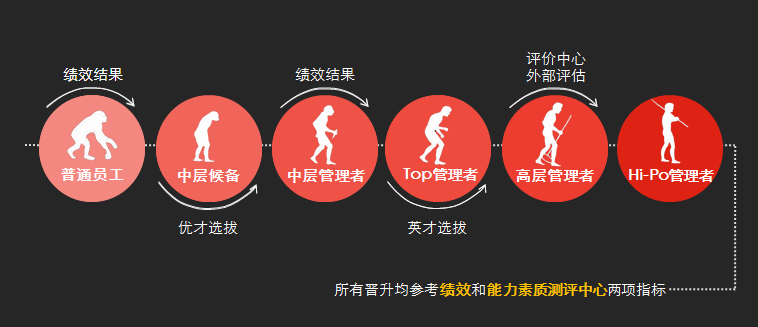 绩效结果
绩效结果
评价中心
外部评估
普通员工
中层候备
中层管理者
Top管理者
高层管理者
Hi-Po管理者
优才选拔
英才选拔
所有晋升均参考绩效和能力素质测评中心两项指标